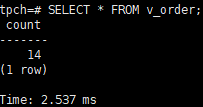 tpch=# SELECT * FROM v_order;
count
-------
14
(1 row)
Time: 2.537 ms